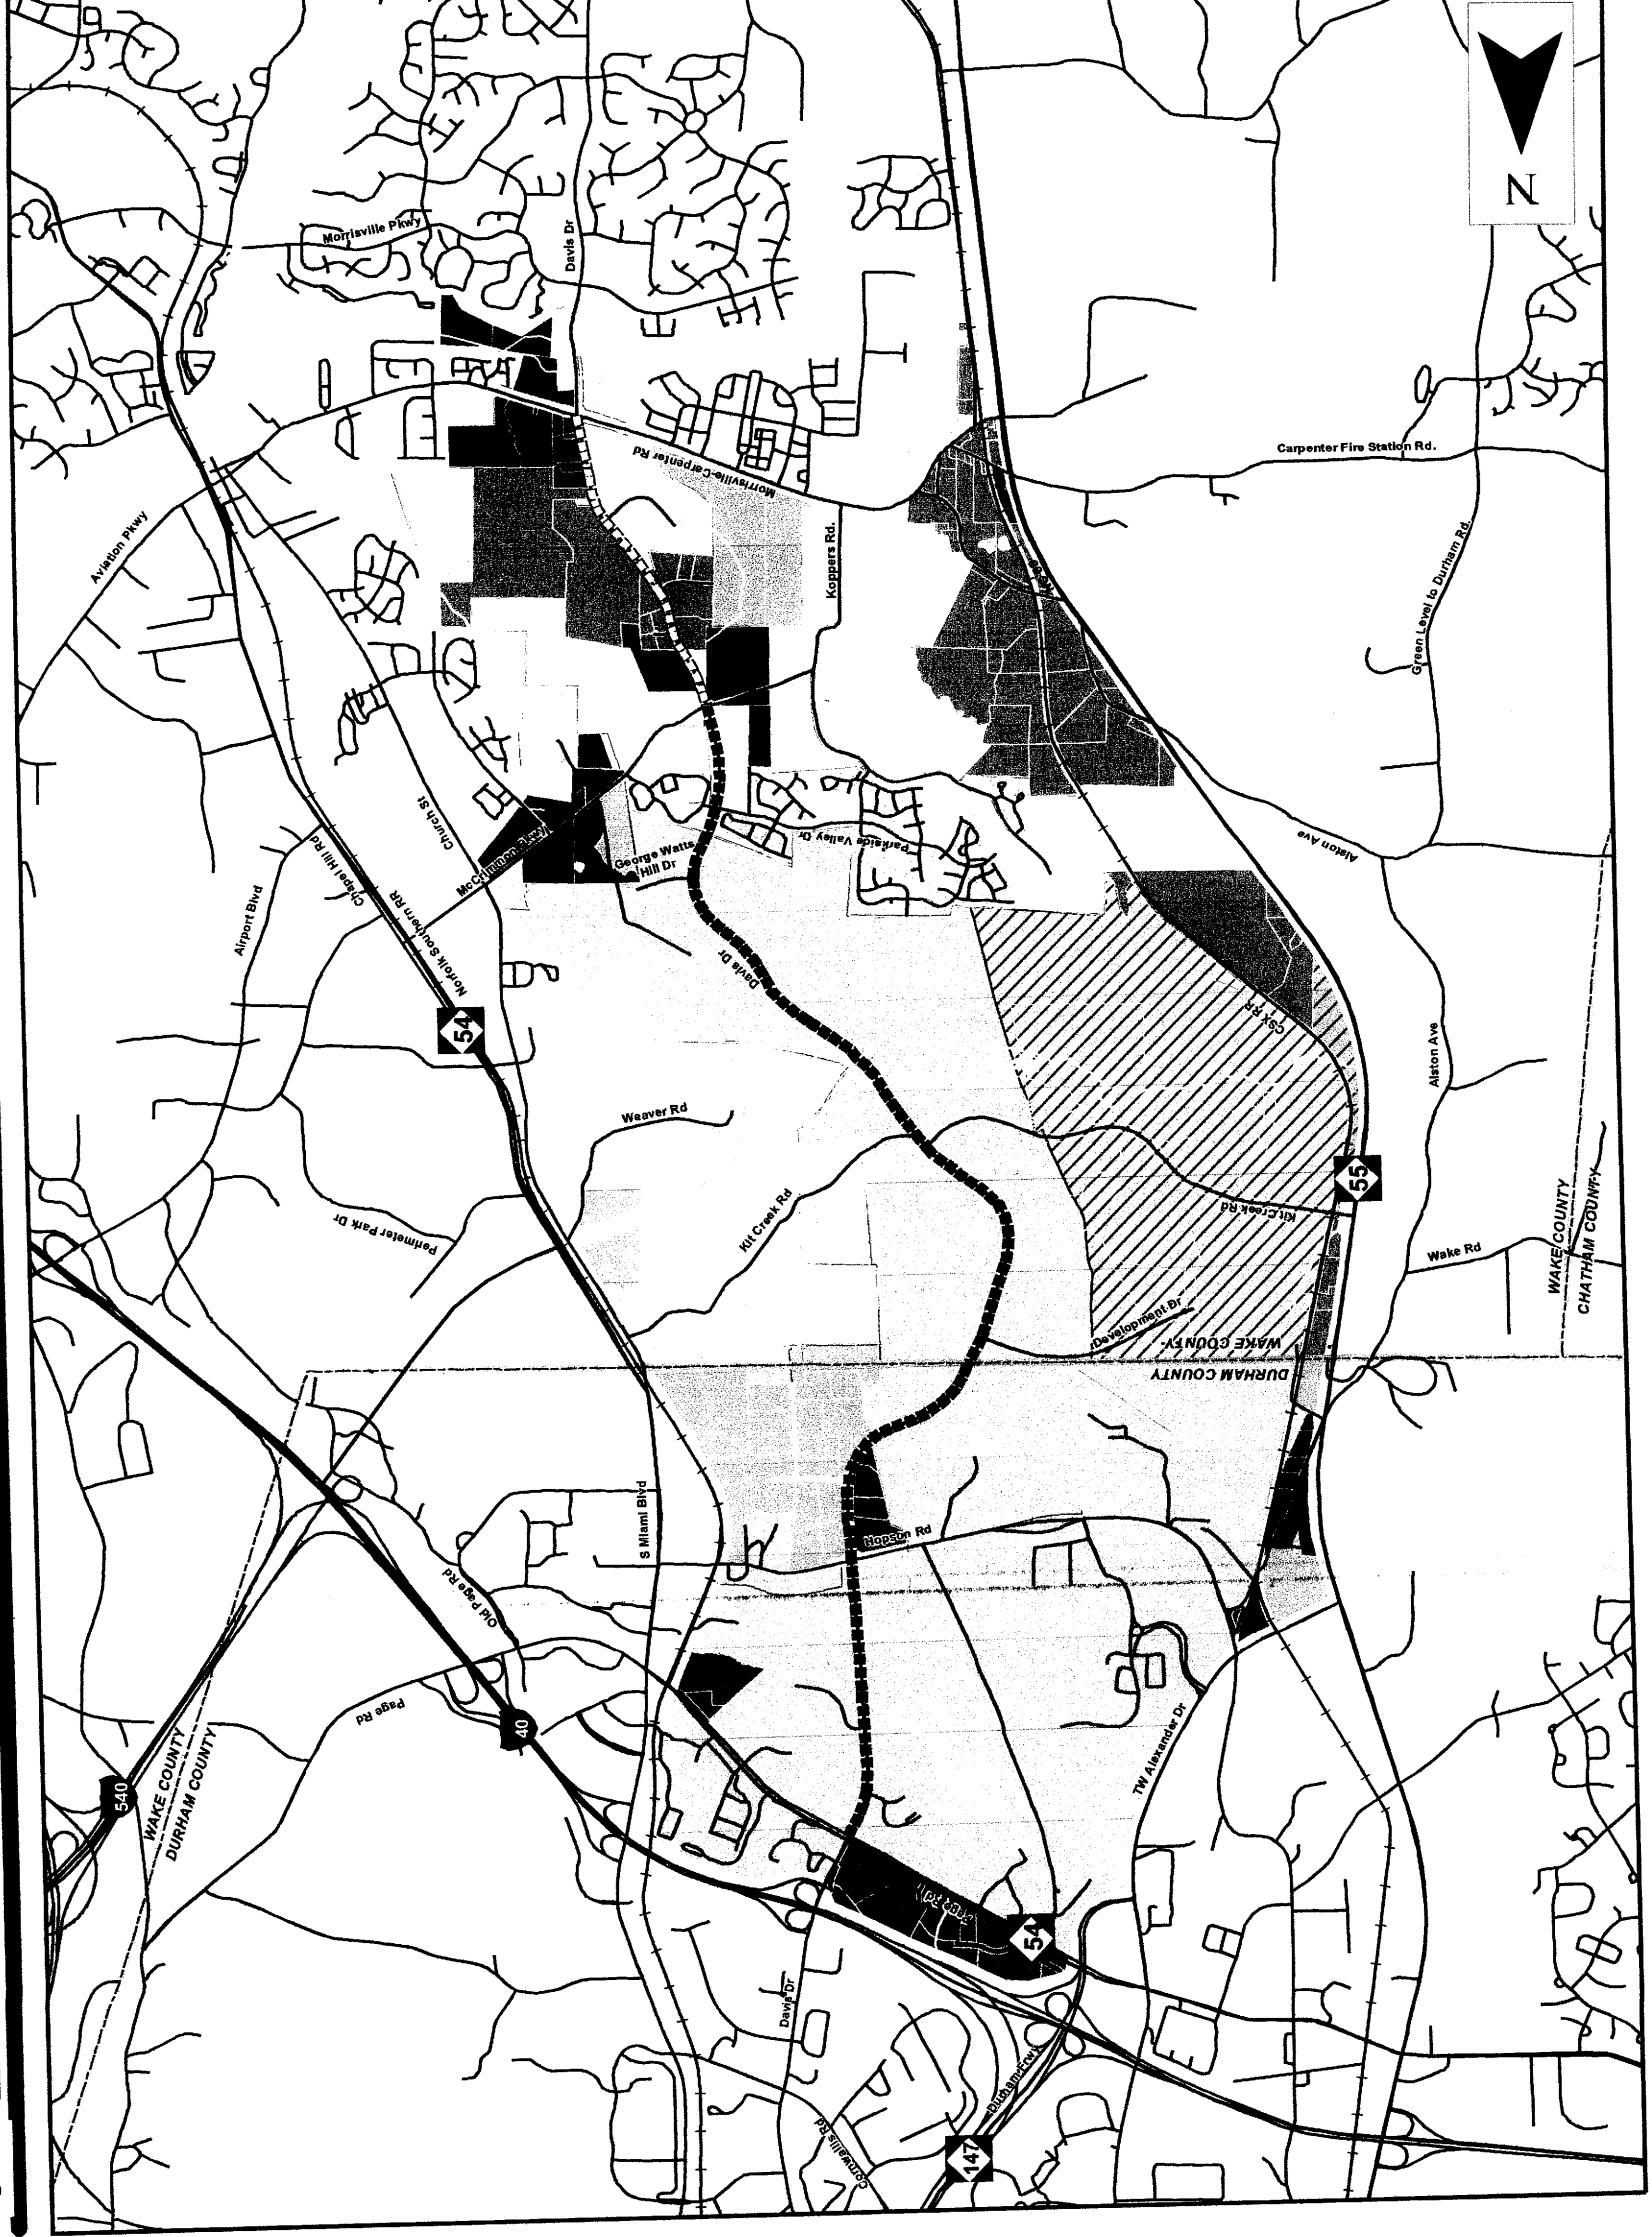 N
Morrisville Pkwy
Davis Dr
Carpenter Fire Station Rd.
Morrisville-Carpenter Rd
Aviation Pkwy
Koppers Rd.
Green Level to Durham Rd.
Church St
McCrimmon Pkwy
George Watts
Hill Dr
Parkside Valley Dr
Alston Ave
Chapel Hill Rd
Airport Blvd
Norfolk Southern RR
Davis Dr
54
CSX RR
Alston Ave
Weaver Rd
55
Kit Creek Rd
Kit Creek Rd
Perimeter Park Dr
Wake Rd
WAKE COUNTY
CHATHAM COUNTY
Development Dr
WAKE COUNTY
DURHAM COUNTY
S Miami Blvd
Hopson Rd
Old Page Rd
Page Rd
40
TW Alexander Dr
540
WAKE COUNTY
DURHAM COUNTY
Page Rd
54
Davis Dr
Durham Frwy
Cornwallis Rd
147